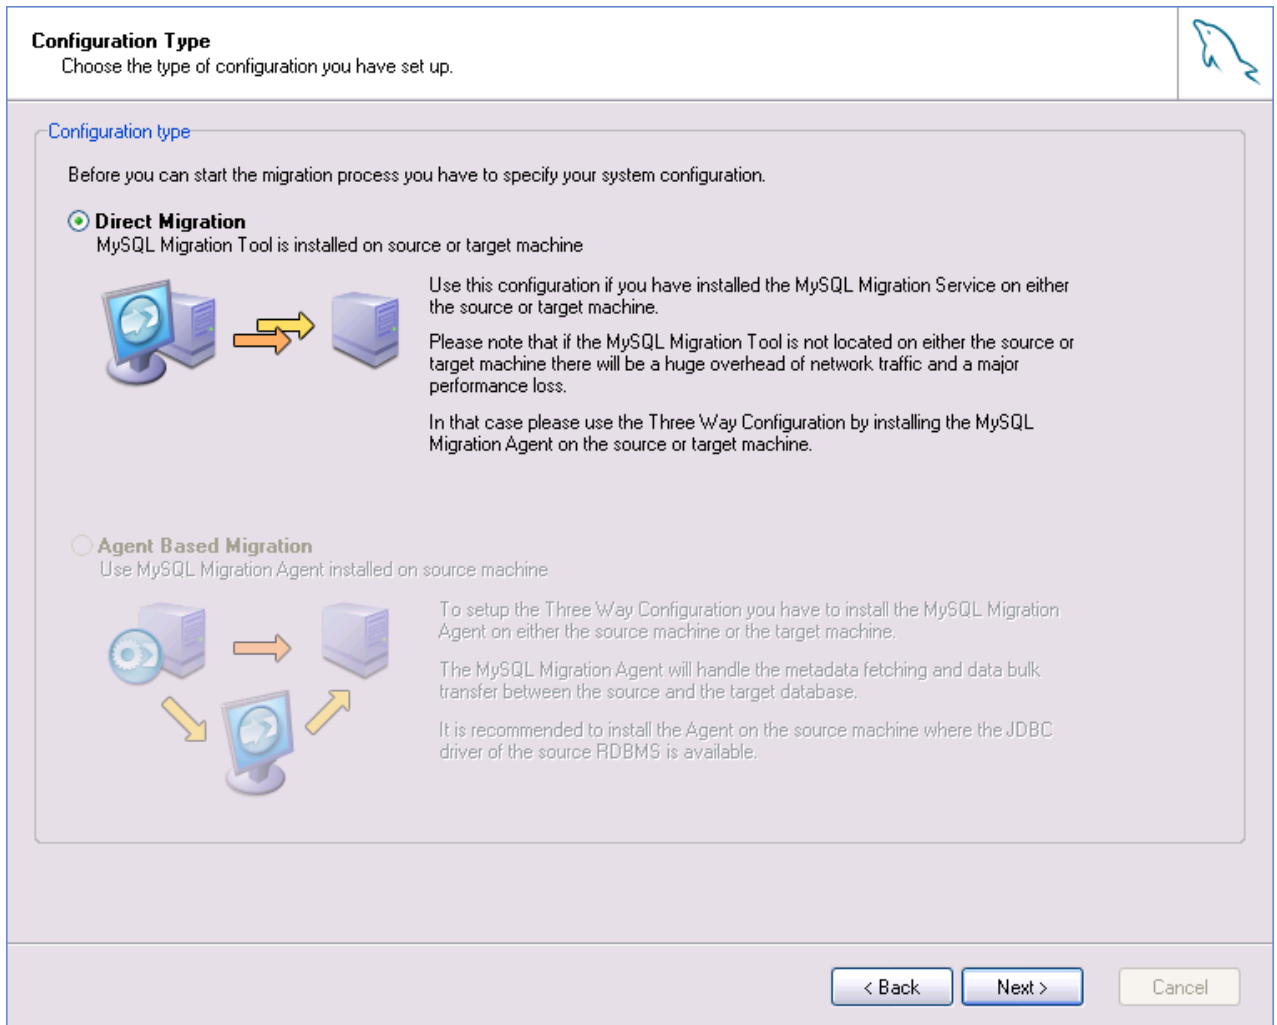 Configuration Type
Choose the type of configuration you have set up.
Configuration type
Before you can start the migration process you have to specify your system configuration.
Direct Migration
MySQL Migration Tool is installed on source or target machine
Use this configuration if you have installed the MySQL Migration Service on either
the source or target machine.
Please note that if the MySQL Migration Tool is not located on either the source or
target machine there will be a huge overhead of network traffic and a major
performance loss.
In that case please use the Three Way Configuration by installing the MySQL
Migration Agent on the source or target machine.
Agent Based Migration
Use MySQL Migration Agent installed on source machine
To setup the Three Way Configuration you have to install the MySQL Migration
Agent on either the source machine or the target machine.
The MySQL Migration Agent will handle the metadata fetching and data bulk
transfer between the source and the target database.
It is recommended to install the Agent on the source machine where the JDBC
driver of the source RDBMS is available.
< Back
Next >
Cancel